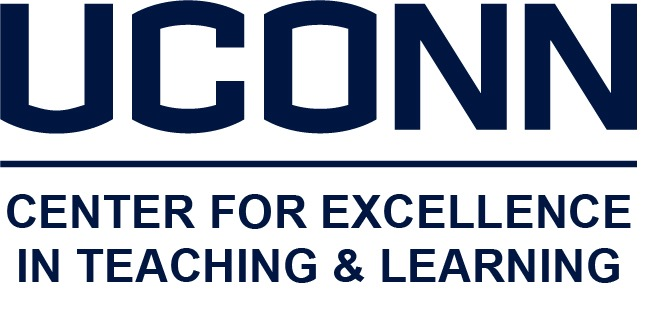 UCONN
CENTER FOR EXCELLENCE
IN TEACHING & LEARNING